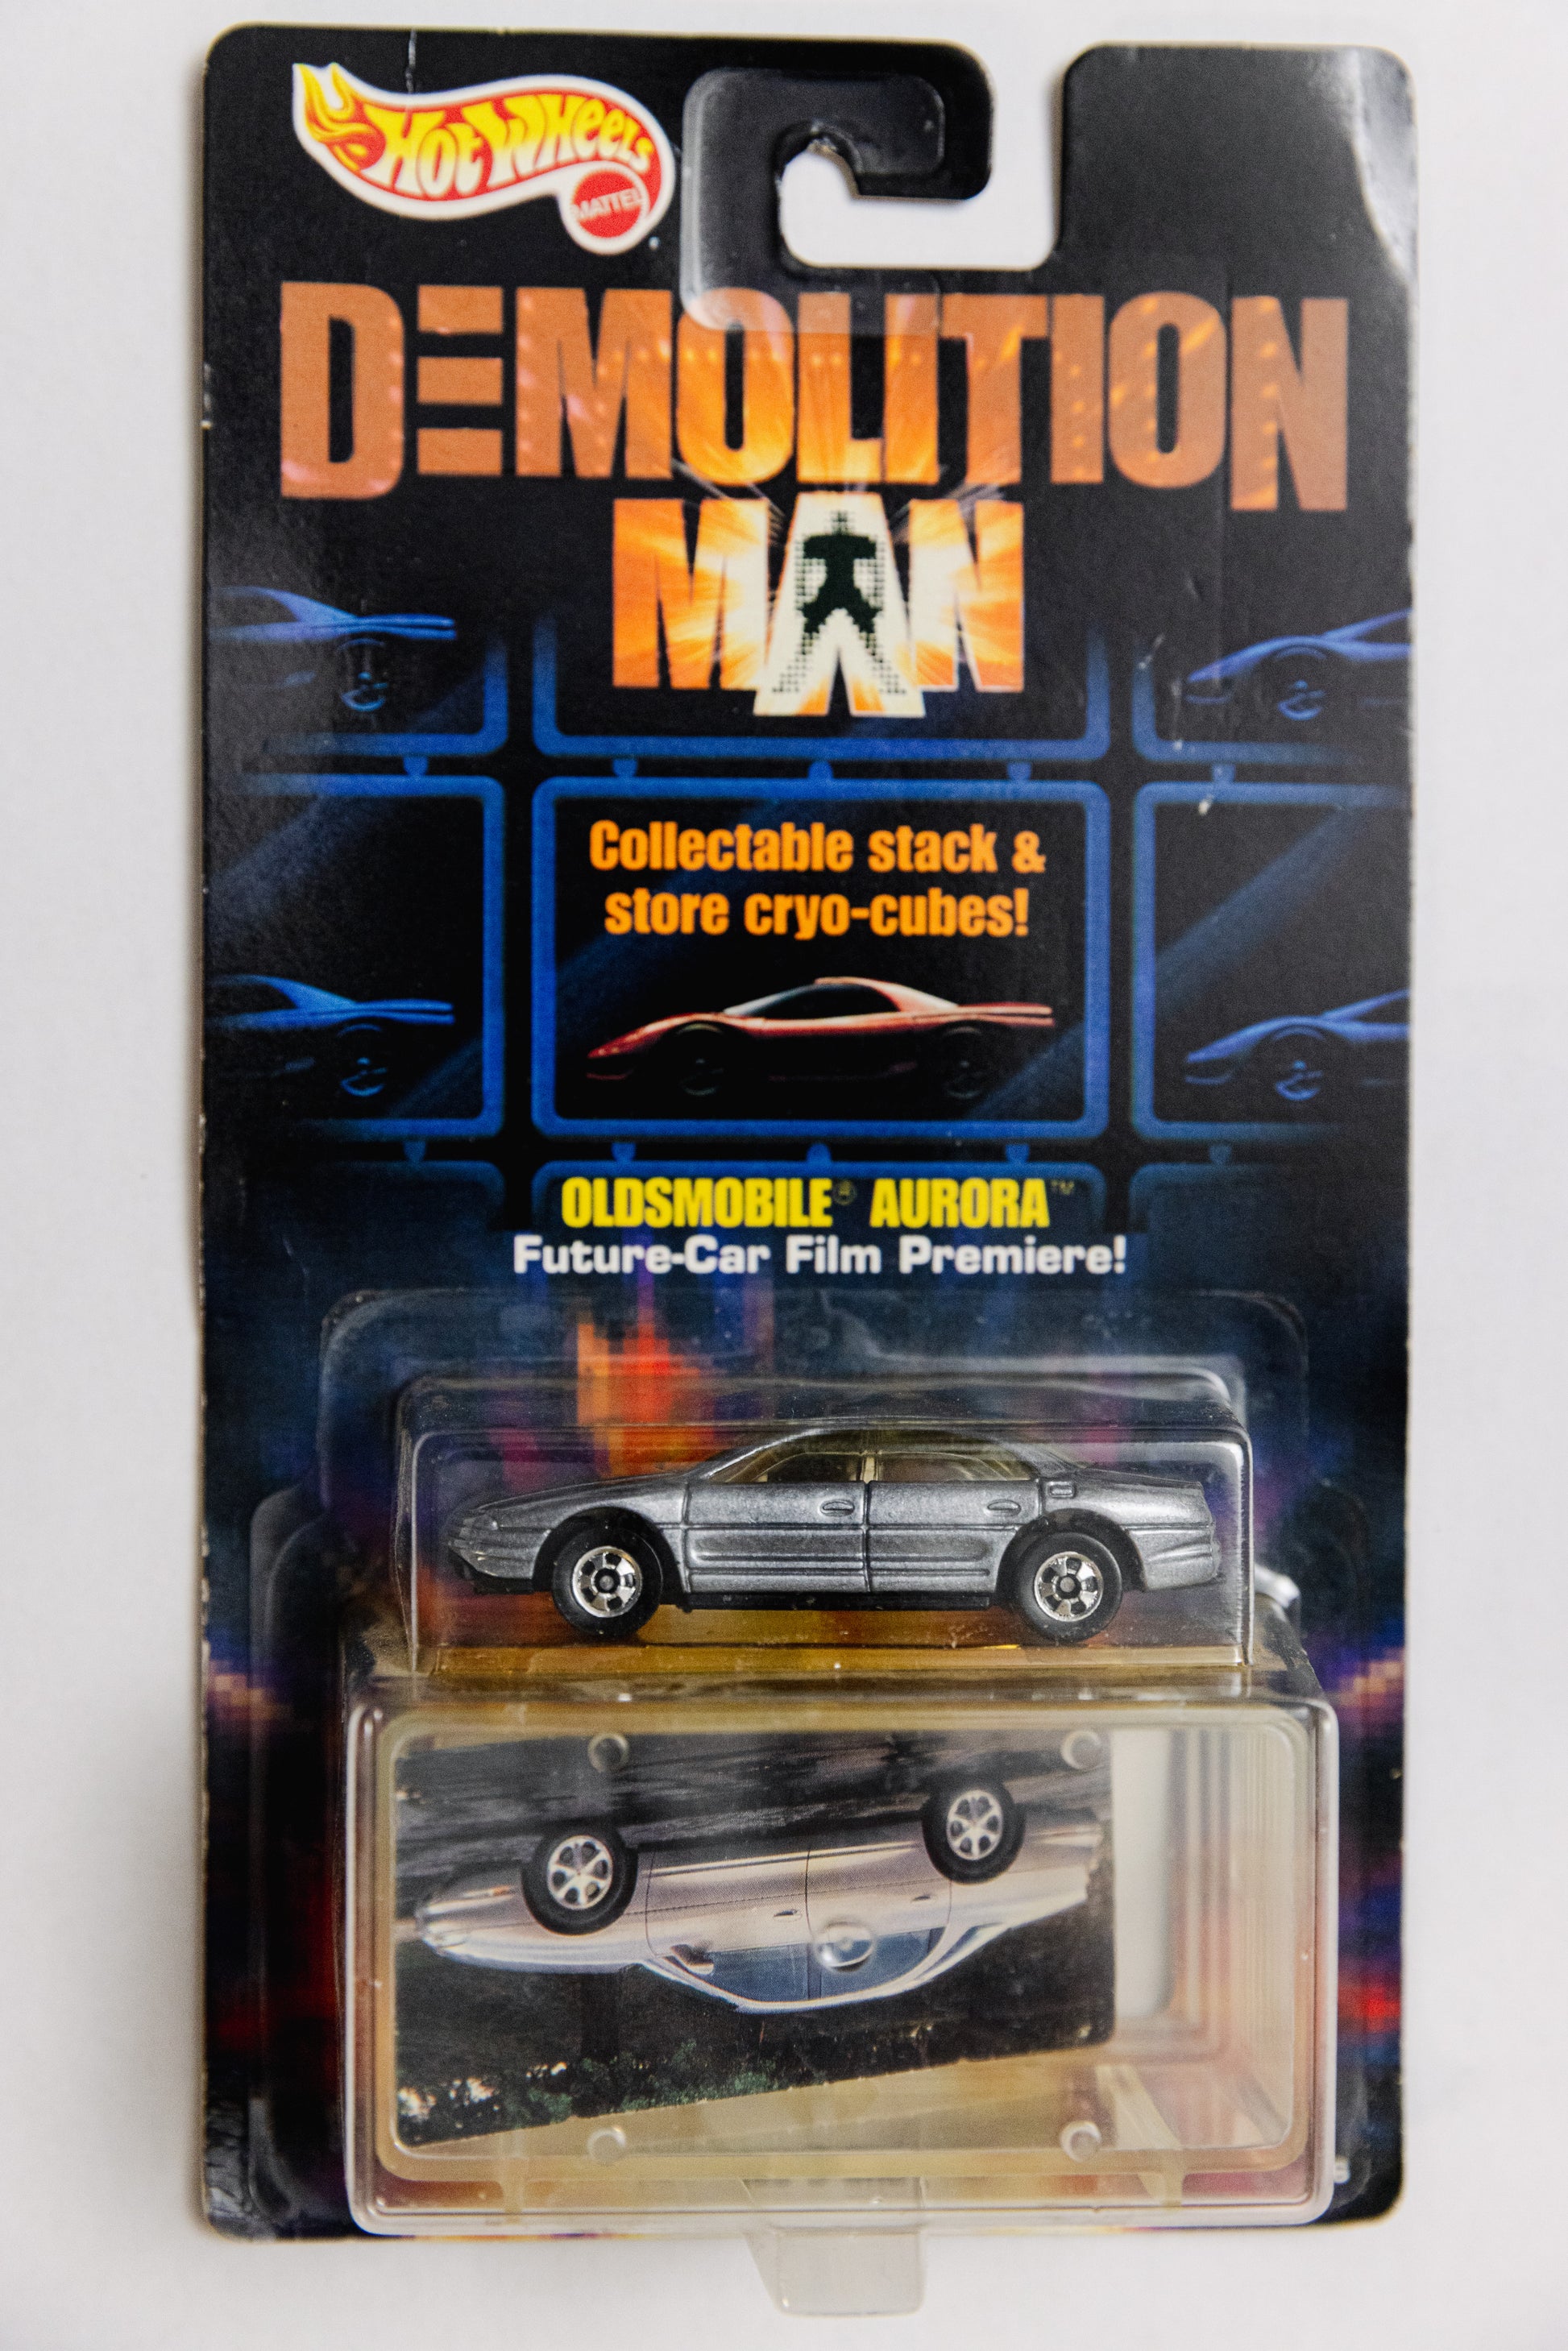 Hot Wheels
MATTEL
DEMOLITION
MAN
Collectable stack &
store cryo-cubes!
OLDSMOBILE® AURORA™
Future-Car Film Premiere!